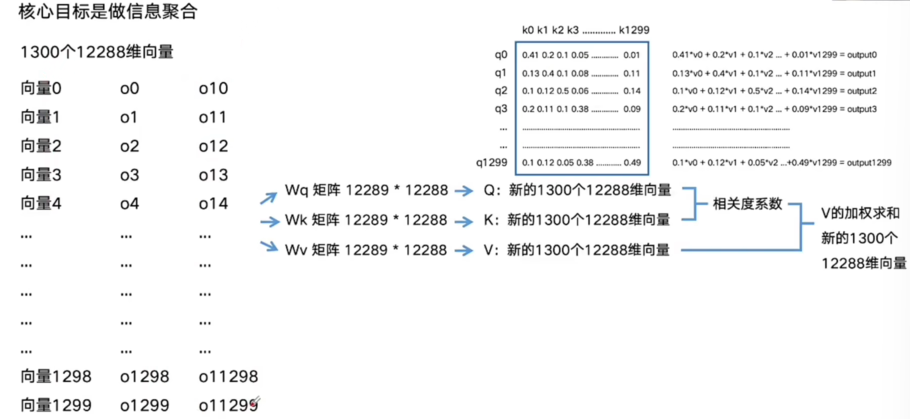 核心目标是做信息聚合
1300个12288维向量
向量0 o0 o10
向量1 o1 o11
向量2 o2 o12
向量3 o3 o13
向量4 o4 o14
... ... ...
... ... ...
... ... ...
... ... ...
... ... ...
向量1298 o1298 o11298
向量1299 o1299 o11299
k0 k1 k2 k3 ............. k1299
q0 0.41 0.2 0.1 0.05 ............. 0.01 0.41*v0 + 0.2*v1 + 0.1*v2 ... + 0.01*v1299 = output0
q1 0.13 0.4 0.1 0.08 ............. 0.11 0.13*v0 + 0.4*v1 + 0.1*v2 ... + 0.11*v1299 = output1
q2 0.1 0.12 0.5 0.06 ............. 0.14 0.1*v0 + 0.12*v1 + 0.5*v2 ... + 0.14*v1299 = output2
q3 0.2 0.11 0.1 0.38 ............. 0.09 0.2*v0 + 0.11*v1 + 0.1*v2 ... + 0.09*v1299 = output3
... ......................................................... .........................................................
... ......................................................... .........................................................
q1299 0.1 0.12 0.05 0.38 ............ 0.49 0.1*v0 + 0.12*v1 + 0.05*v2 ...+0.49*v1299 = output1299
Wq 矩阵 12289 * 12288 Q：新的1300个12288维向量
Wk 矩阵 12289 * 12288 K：新的1300个12288维向量
Wv 矩阵 12289 * 12288 V：新的1300个12288维向量
相关度系数
V的加权求和
新的1300个
12288维向量